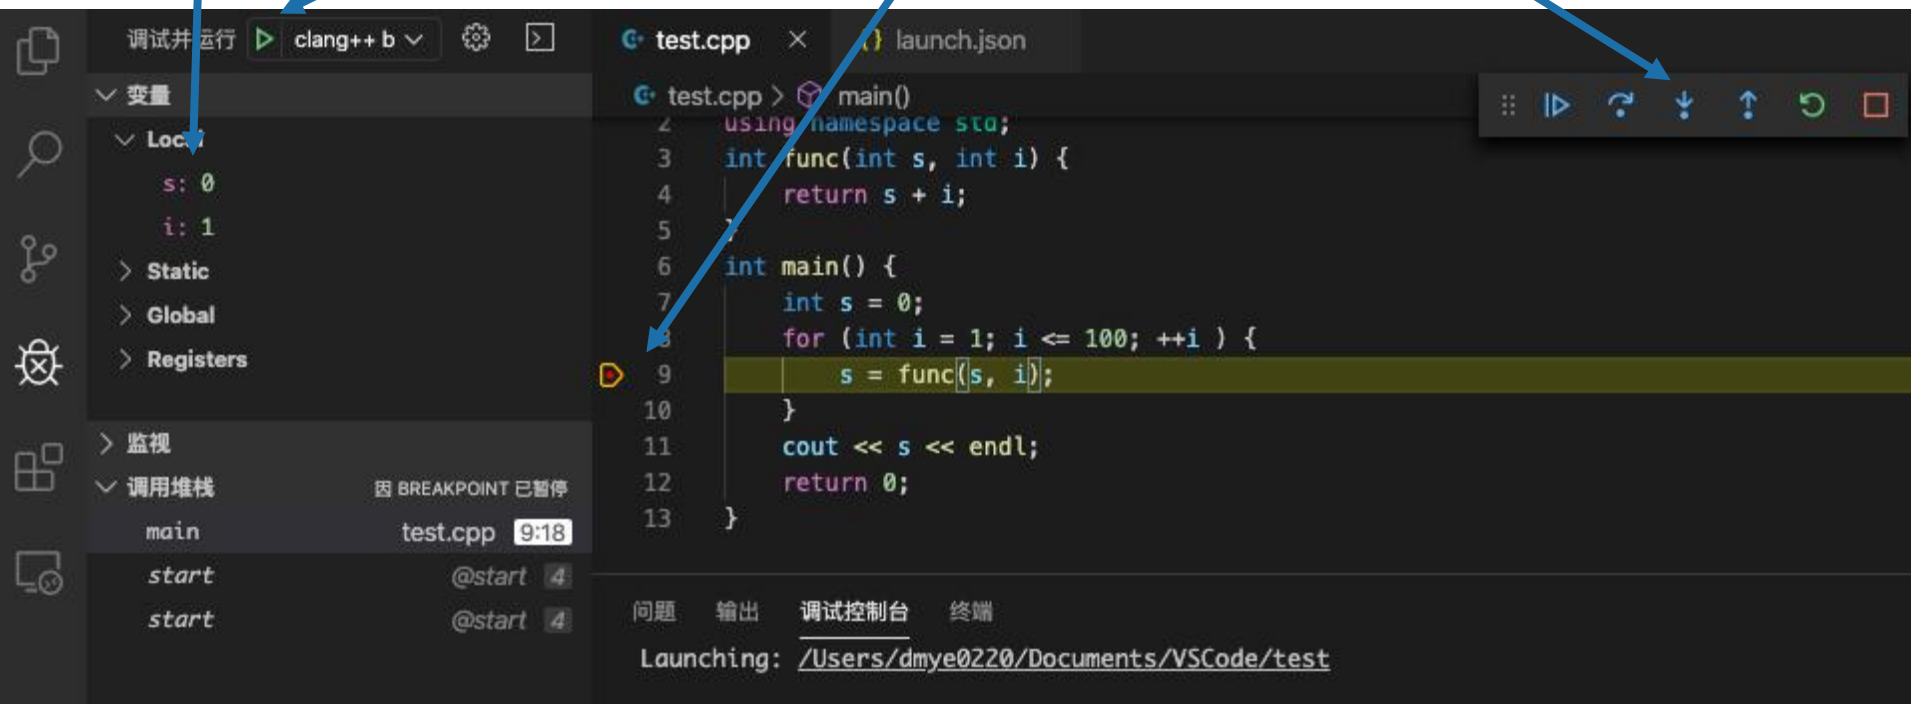 调试并运行 clang++ b
变量
Local
s: 0
i: 1
Static
Global
Registers
监视
调用堆栈 因 BREAKPOINT 已暂停
main test.cpp 9:18
start @start 4
start @start 4
test.cpp launch.json
test.cpp > main()
2 using namespace std;
3 int func(int s, int i) {
4 return s + i;
5 }
6 int main() {
7 int s = 0;
8 for (int i = 1; i <= 100; ++i ) {
9 s = func(s, i);
10 }
11 cout << s << endl;
12 return 0;
13 }
问题 输出 调试控制台 终端
Launching: /Users/dmye0220/Documents/VSCode/test